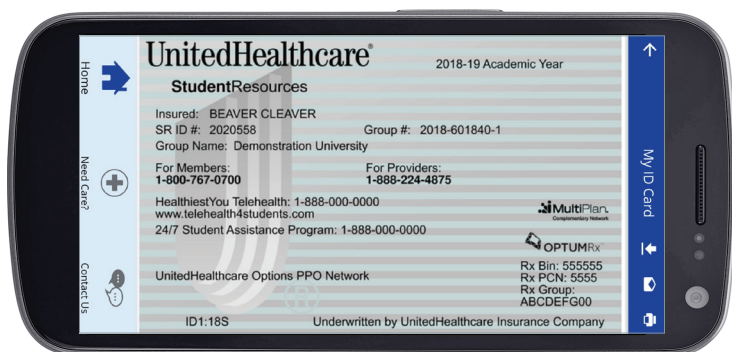 UnitedHealthcare®
2018-19 Academic Year
StudentResources
Insured: BEAVER CLEAVER
SR ID #: 2020558 Group #: 2018-601840-1
Group Name: Demonstration University
For Members: For Providers:
1-800-767-0700 1-888-224-4875
HealthiestYou Telehealth: 1-888-000-0000
www.telehealth4students.com
24/7 Student Assistance Program: 1-888-000-0000
MultiPlan.
Complementary Network
OPTUMRx™
UnitedHealthcare Options PPO Network
Rx Bin: 555555
Rx PCN: 5555
Rx Group:
ABCDEFG00
ID1:18S Underwritten by UnitedHealthcare Insurance Company
My ID Card
Home
Need Care?
Contact Us